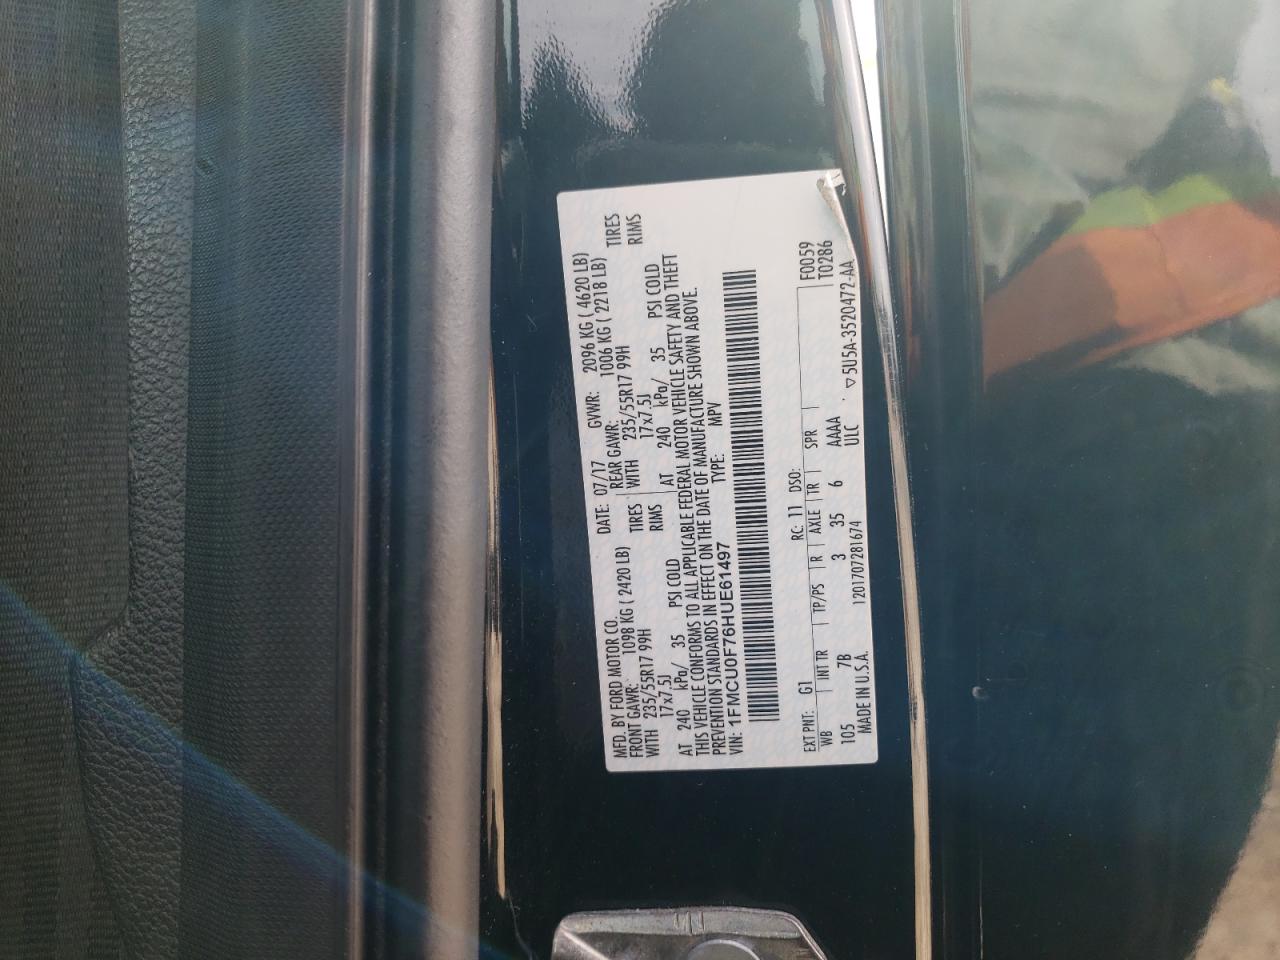 MFD. BY FORD MOTOR CO. DATE: 07/17 GVWR: 2096 KG ( 4620 LB)
FRONT GAWR: 1098 KG ( 2420 LB) REAR GAWR: 1006 KG ( 2218 LB)
WITH 235/55R17 99H TIRES WITH 235/55R17 99H TIRES
17x7.5J RIMS 17x7.5J RIMS
AT 240 kPa/ 35 PSI COLD AT 240 kPa/ 35 PSI COLD
THIS VEHICLE CONFORMS TO ALL APPLICABLE FEDERAL MOTOR VEHICLE SAFETY AND THEFT
PREVENTION STANDARDS IN EFFECT ON THE DATE OF MANUFACTURE SHOWN ABOVE.
VIN: 1FMCU0F76HUE61497 TYPE: MPV
EXT PNT: G1 RC: 11 DSO: F0059
WB INT TR TP/PS R AXLE TR SPR T0286
105 7B 3 35 6 AAAA
MADE IN U.S.A. 1201707281674 ULC ▽5U5A-3520472-AA